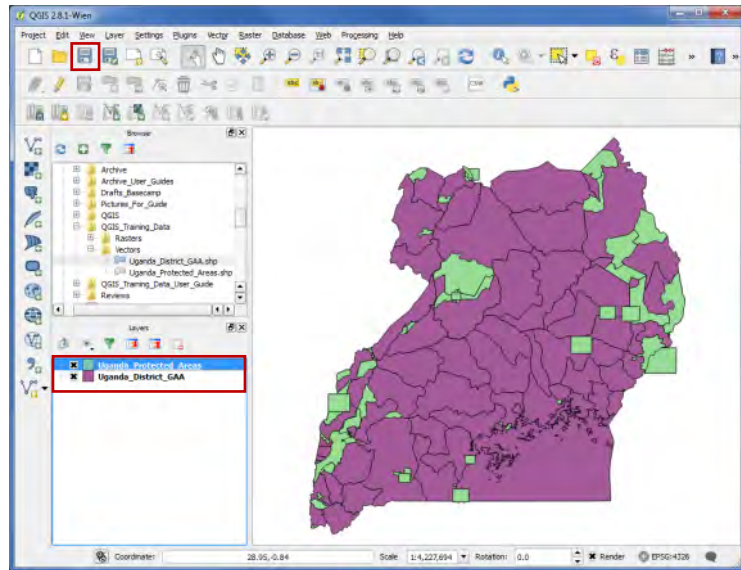 QGIS 2.8.1-Wien
Project Edit View Layer Settings Plugins Vector Raster Database Web Processing Help
Browser
Archive
Archive_User_Guides
Drafts_Basecamp
Pictures_For_Guide
QGIS
QGIS_Training_Data
Rasters
Vectors
Uganda_District_GAA.shp
Uganda_Protected_Areas.shp
QGIS_Training_Data_User_Guide
Reviews
Layers
Uganda_Protected_Areas
Uganda_District_GAA
Coordinate: 28.95,-0.84 Scale 1:4,227,694 Rotation: 0.0 Render EPSG:4326